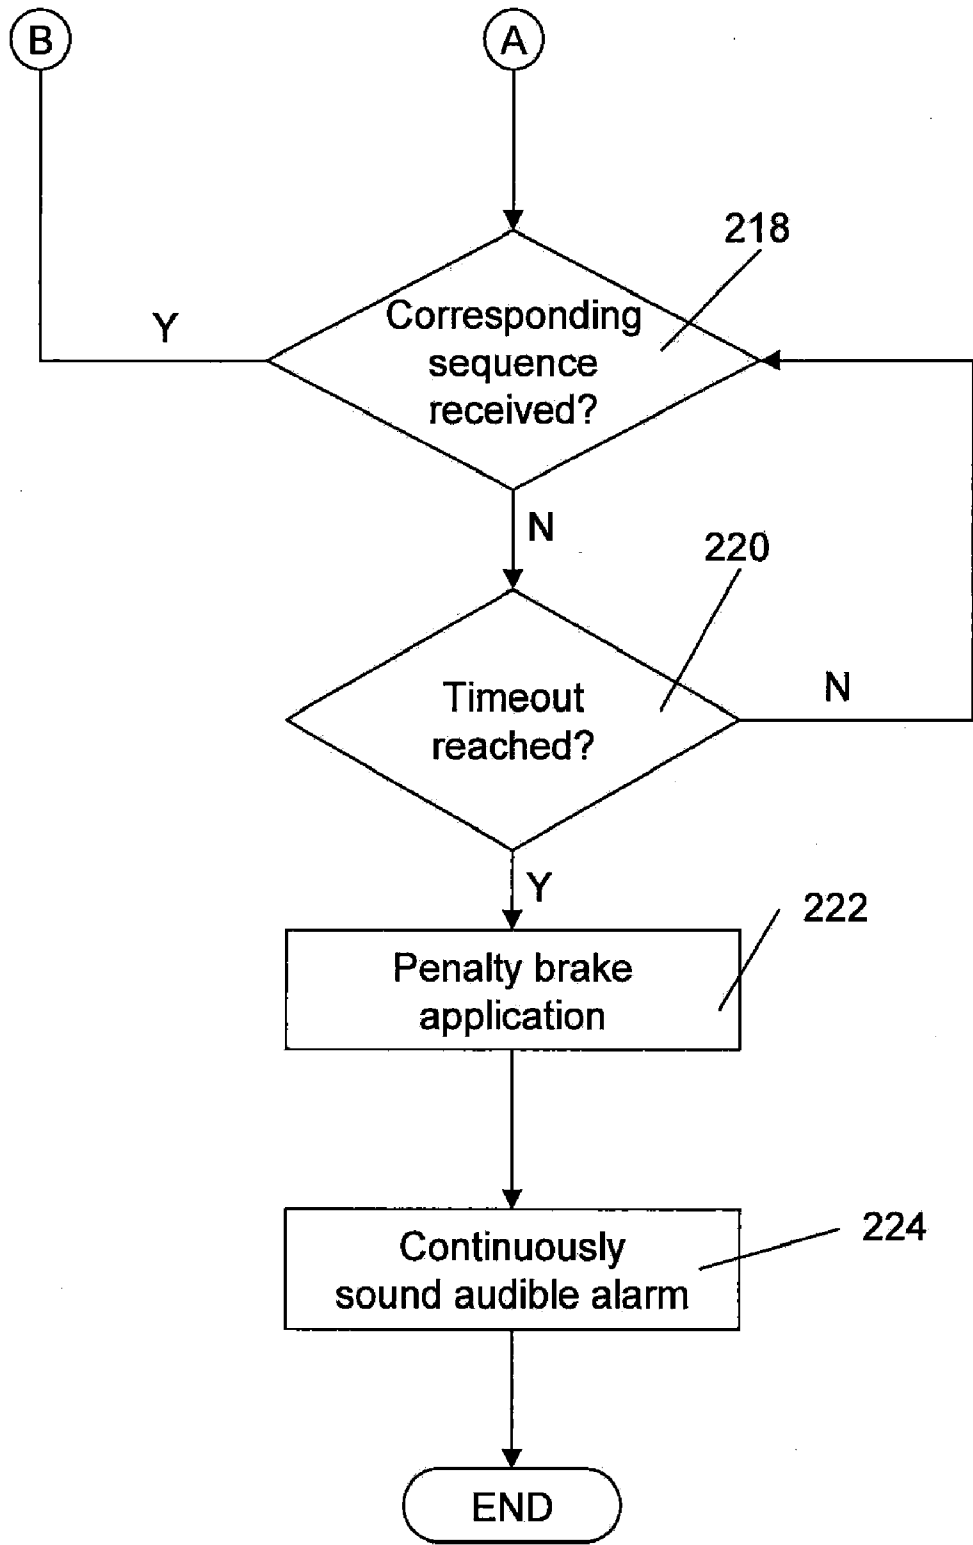 B
A
218
Corresponding
sequence
received?
Y
N
220
Timeout
reached?
N
Y
222
Penalty brake
application
224
Continuously
sound audible alarm
END